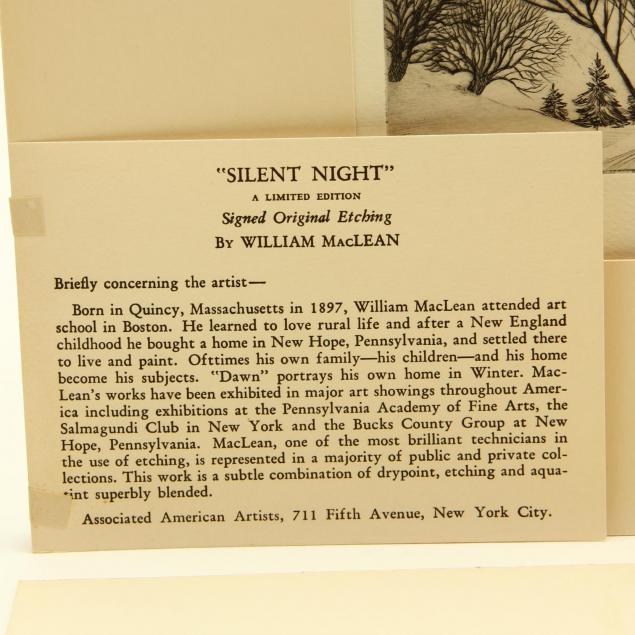 "SILENT NIGHT"
A LIMITED EDITION
Signed Original Etching
By WILLIAM MacLEAN
Briefly concerning the artist—
Born in Quincy, Massachusetts in 1897, William MacLean attended art
school in Boston. He learned to love rural life and after a New England
childhood he bought a home in New Hope, Pennsylvania, and settled there
to live and paint. Ofttimes his own family—his children—and his home
become his subjects. "Dawn" portrays his own home in Winter. Mac-
Lean's works have been exhibited in major art showings throughout Amer-
ica including exhibitions at the Pennsylvania Academy of Fine Arts, the
Salmagundi Club in New York and the Bucks County Group at New
Hope, Pennsylvania. MacLean, one of the most brilliant technicians in
the use of etching, is represented in a majority of public and private col-
lections. This work is a subtle combination of drypoint, etching and aqua-
tint superbly blended.
Associated American Artists, 711 Fifth Avenue, New York City.